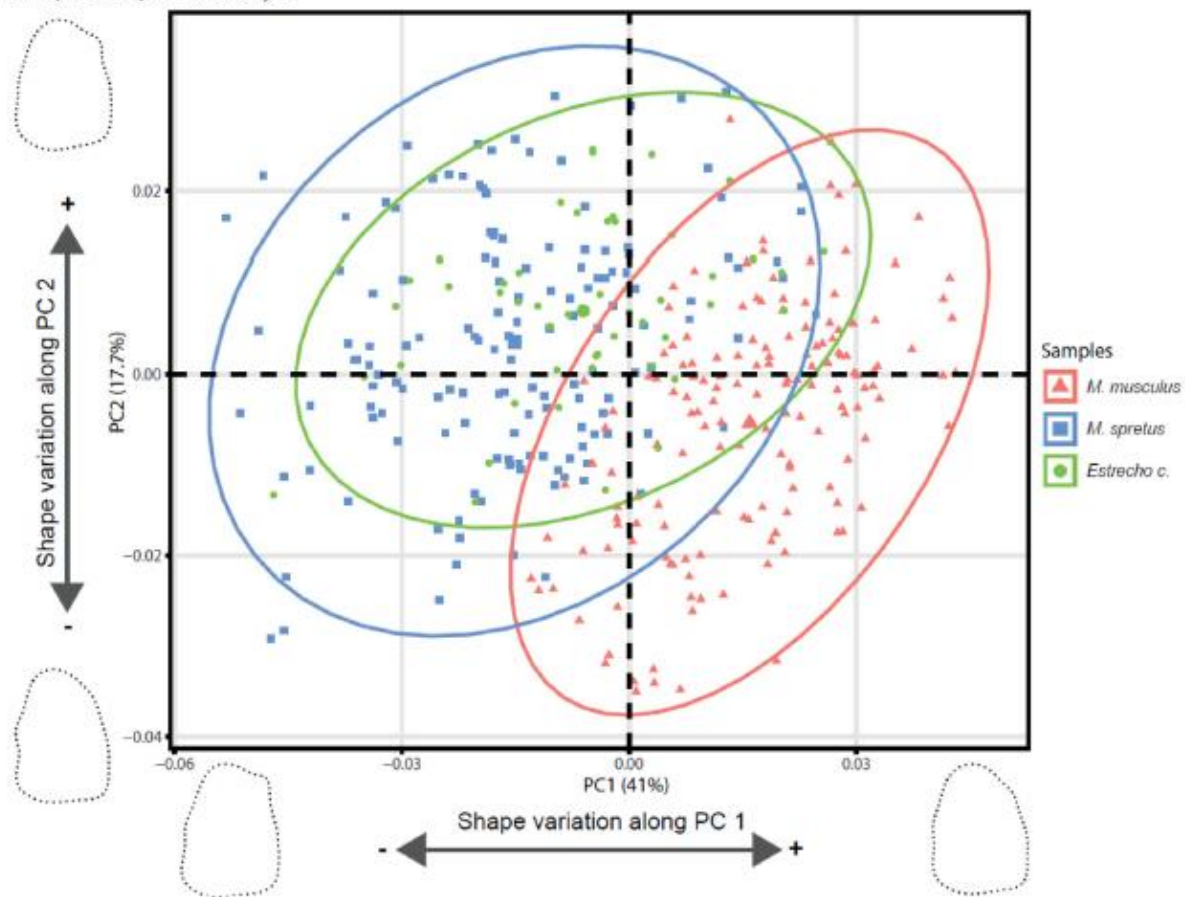 +
Shape variation along PC 2
-
PC2 (17.7%)
0.02
0.00
−0.02
−0.04
−0.06
−0.03
0.00
0.03
PC1 (41%)
Shape variation along PC 1
-
+
Samples
M. musculus
M. spretus
Estrecho c.